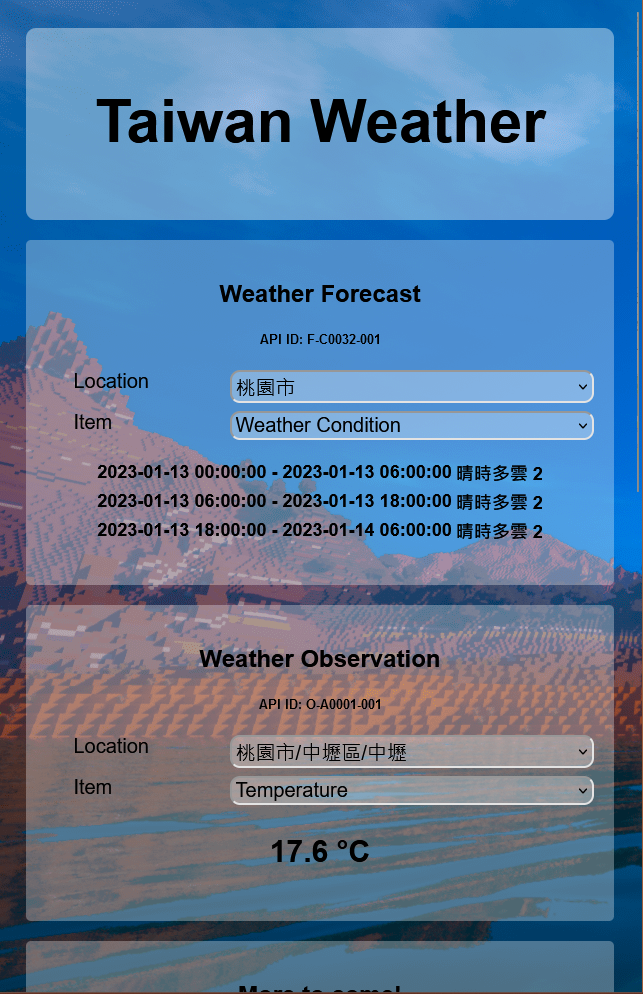 Taiwan Weather
Weather Forecast
API ID: F-C0032-001
Location 桃園市
Item Weather Condition
2023-01-13 00:00:00 - 2023-01-13 06:00:00 晴時多雲 2
2023-01-13 06:00:00 - 2023-01-13 18:00:00 晴時多雲 2
2023-01-13 18:00:00 - 2023-01-14 06:00:00 晴時多雲 2
Weather Observation
API ID: O-A0001-001
Location 桃園市/中壢區/中壢
Item Temperature
17.6 °C
More to come!